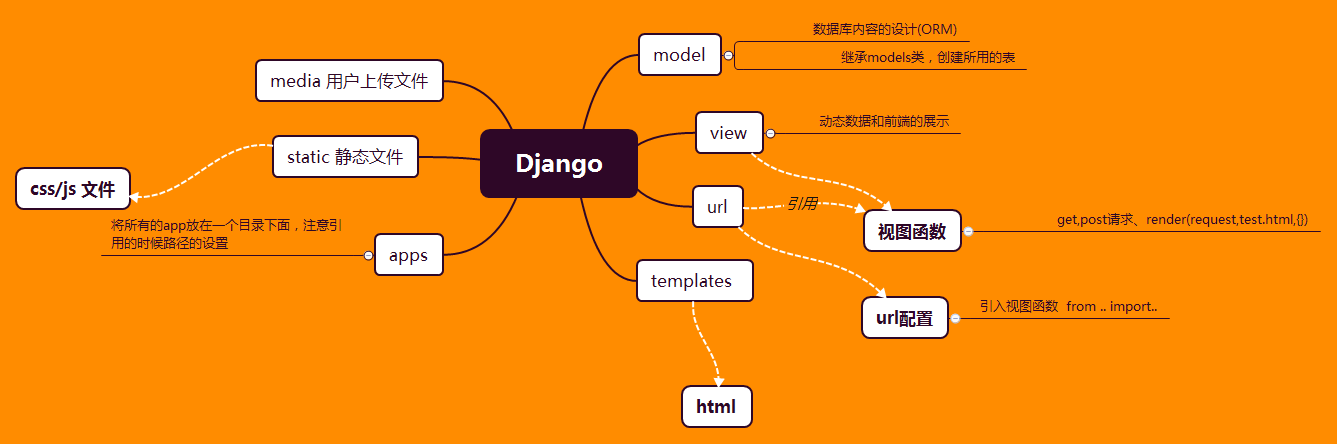 Django
model
数据库内容的设计(ORM)
继承models类，创建所用的表
view
动态数据和前端的展示
url
引用
视图函数
get,post请求、render(request,test.html,{})
url配置
引入视图函数 from .. import..
templates
html
media 用户上传文件
static 静态文件
css/js 文件
apps
将所有的app放在一个目录下面，注意引
用的时候路径的设置